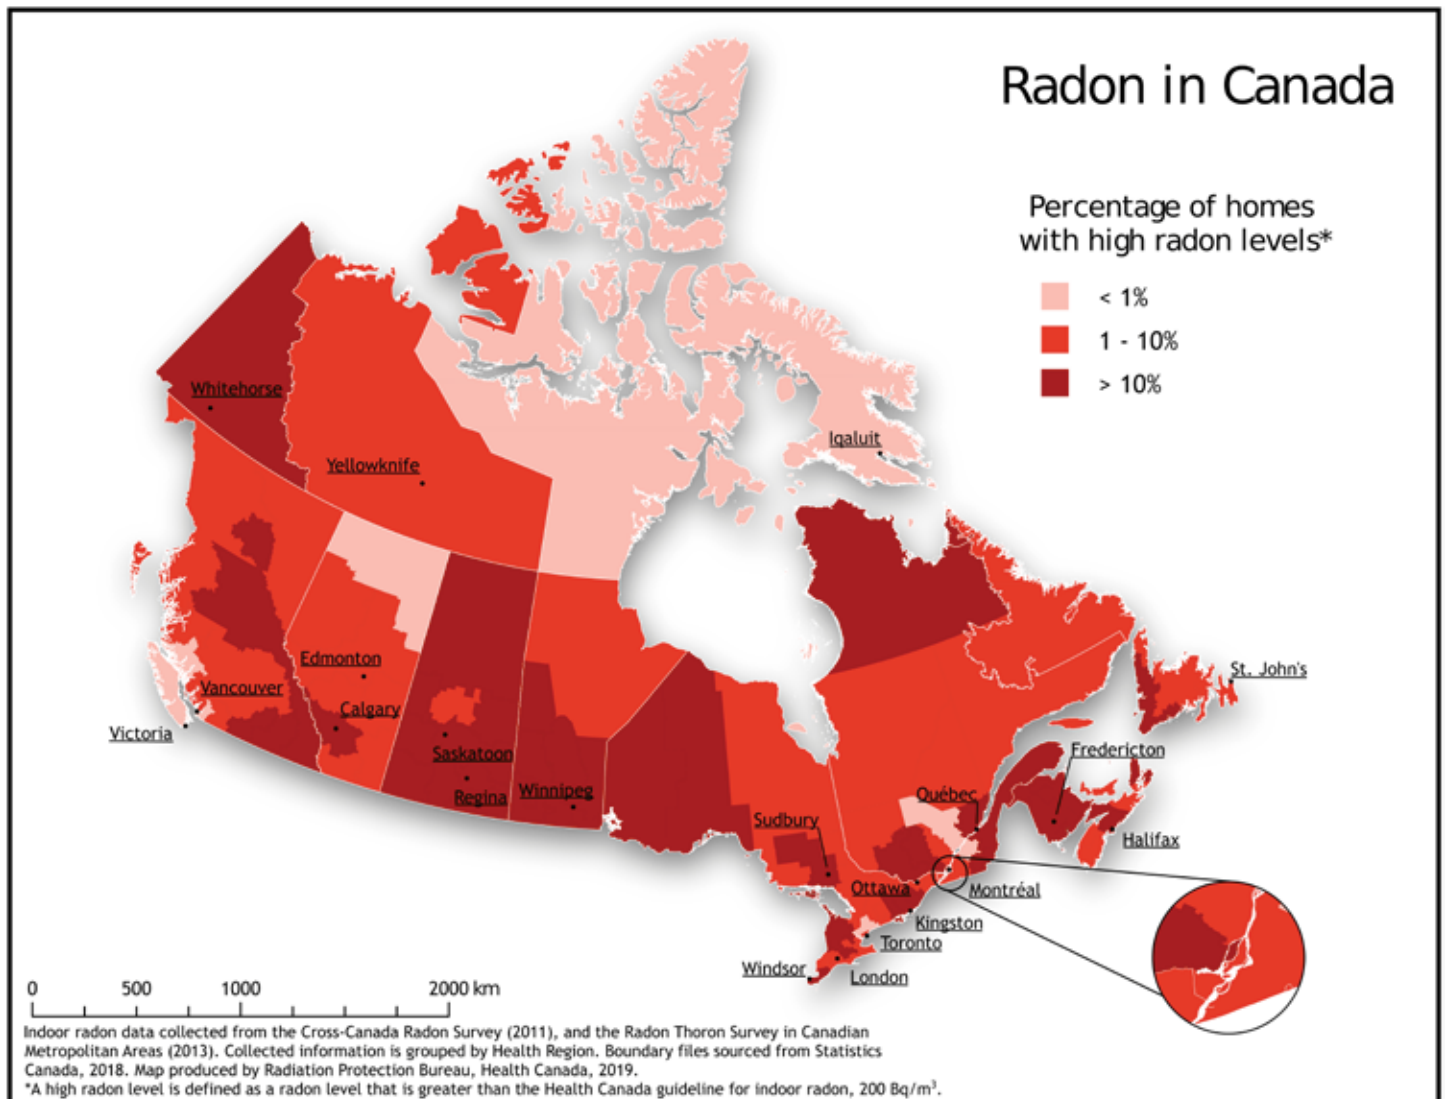 Radon in Canada
Percentage of homes
with high radon levels*
< 1%
1 - 10%
> 10%
Whitehorse
Yellowknife
Iqaluit
Edmonton
Vancouver
Calgary
Victoria
Saskatoon
Regina
Winnipeg
St. John's
Fredericton
Québec
Sudbury
Halifax
Ottawa
Montréal
Kingston
Toronto
Windsor
London
0 500 1000 2000 km
Indoor radon data collected from the Cross-Canada Radon Survey (2011), and the Radon Thoron Survey in Canadian
Metropolitan Areas (2013). Collected information is grouped by Health Region. Boundary files sourced from Statistics
Canada, 2018. Map produced by Radiation Protection Bureau, Health Canada, 2019.
*A high radon level is defined as a radon level that is greater than the Health Canada guideline for indoor radon, 200 Bq/m³.